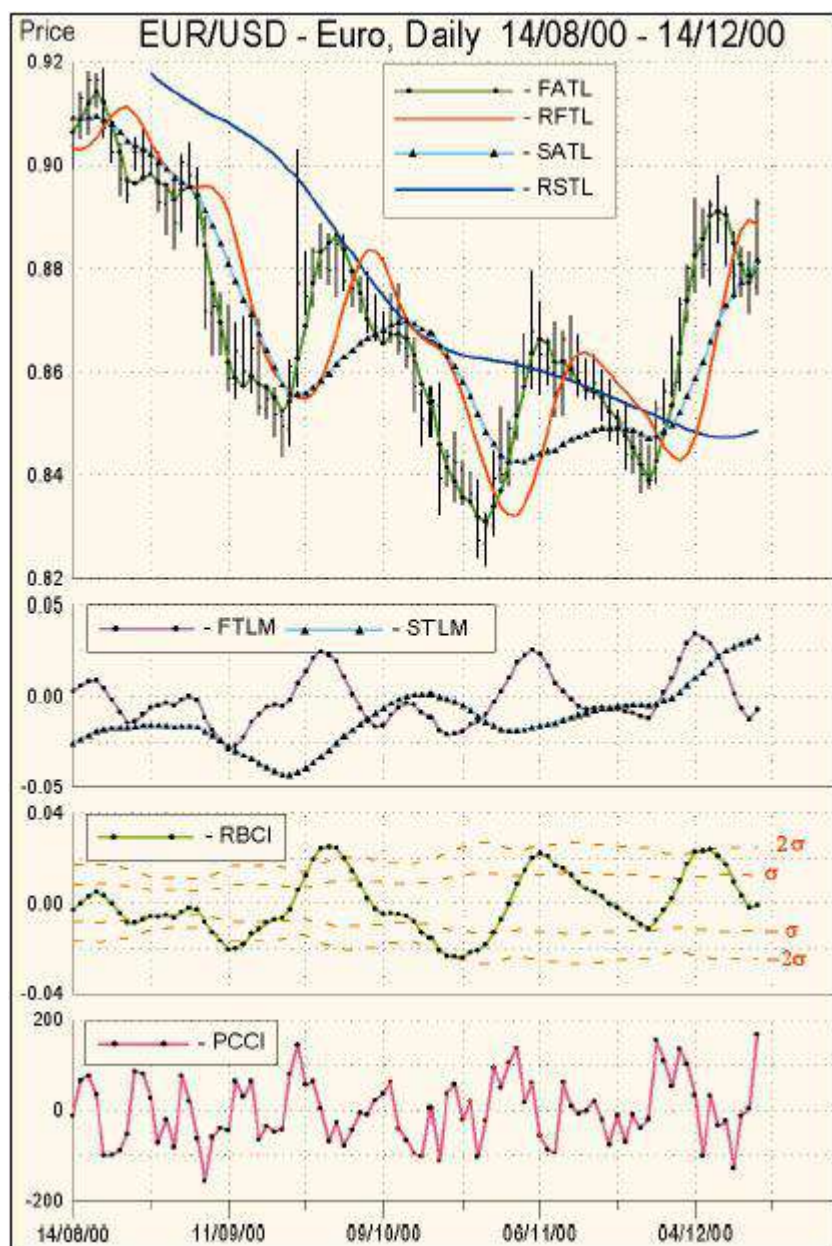 Price
EUR/USD - Euro, Daily 14/08/00 - 14/12/00
0.92
0.90
0.88
0.86
0.84
0.82
- FATL
- RFTL
- SATL
- RSTL
0.05
0.00
-0.05
- FTLM - STLM
0.04
0.00
-0.04
- RBCI
2σ
σ
σ
2σ
200
0
-200
- PCCI
14/08/00 11/09/00 09/10/00 06/11/00 04/12/00